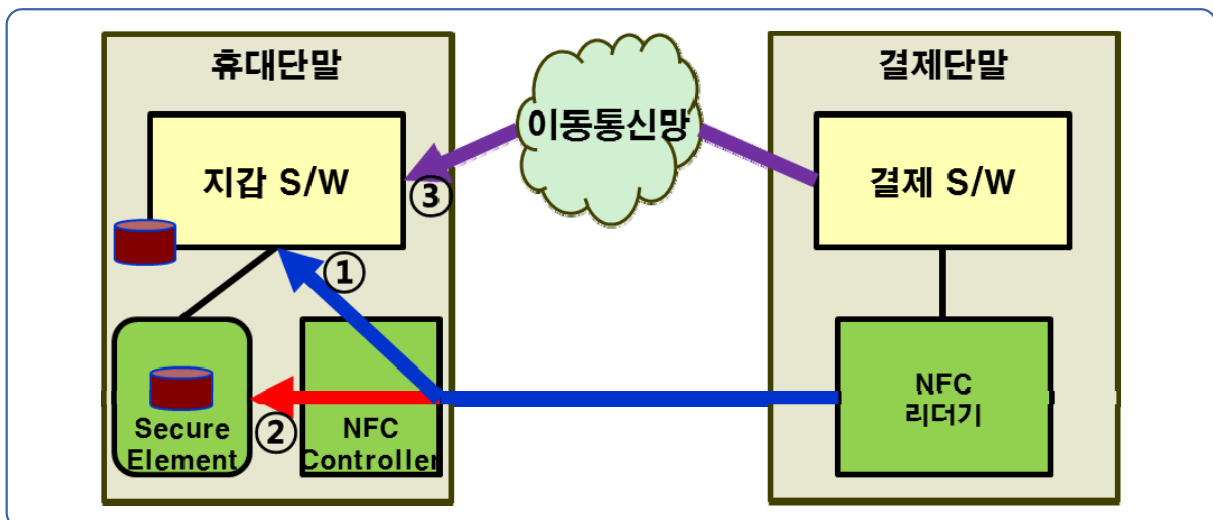 휴대단말
결제단말
이동통신망
지갑 S/W
결제 S/W
③
①
②
Secure
Element
NFC
Controller
NFC
리더기